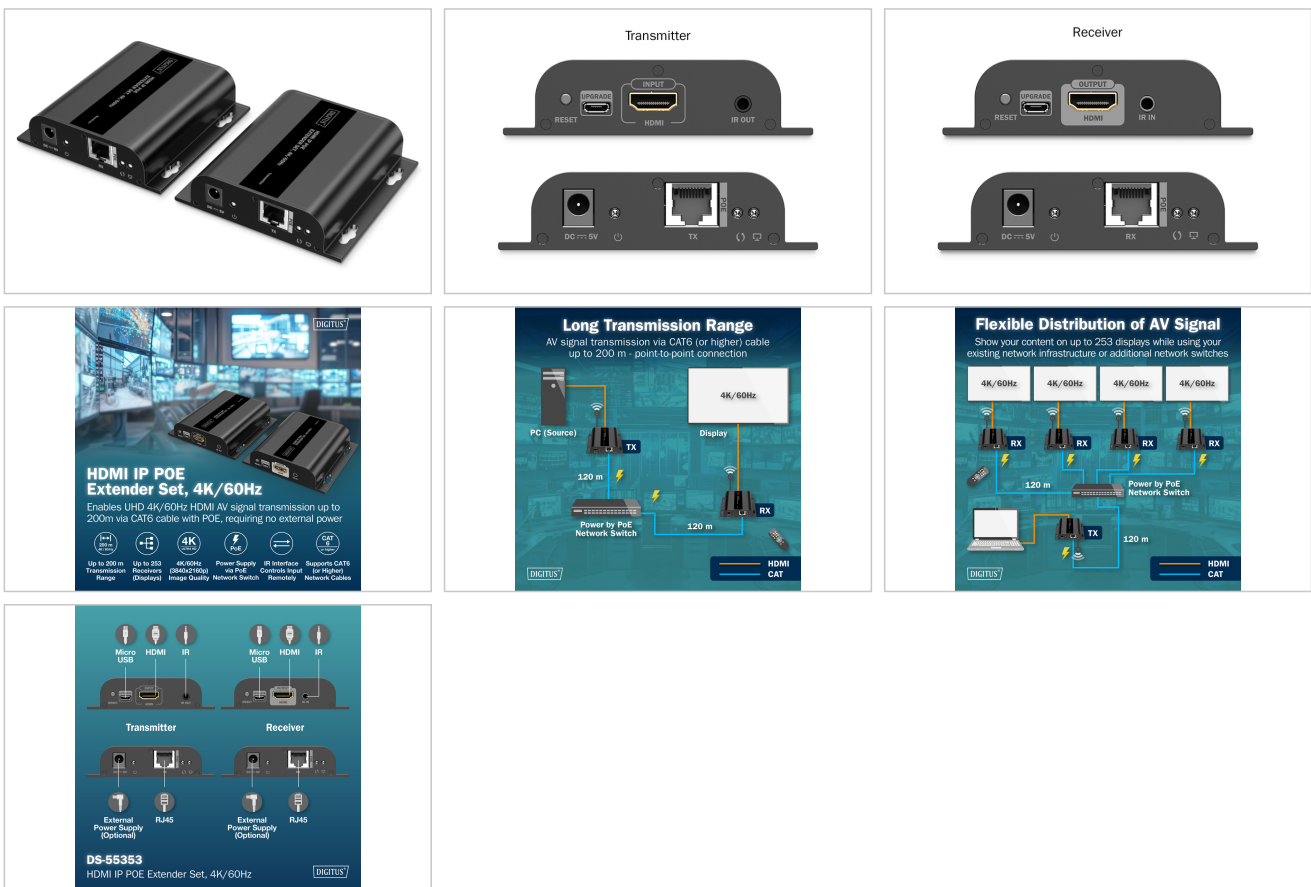 Transmitter
UPGRADE
INPUT
RESET
HDMI
IR OUT
DC 5V
TX
POE
Receiver
UPGRADE
OUTPUT
RESET
HDMI
IR IN
DC 5V
RX
POE
DIGITUS
HDMI IP POE
Extender Set, 4K/60Hz
Enables UHD 4K/60Hz HDMI AV signal transmission up to
200m via CAT6 cable with POE, requiring no external power
Up to 200 m
Transmission
Range
Up to 253
Receivers
(Displays)
4K
4K/60Hz
(3840x2160p)
Image Quality
PoE
Power Supply
via PoE
Network Switch
IR Interface
Controls Input
Remotely
CAT
6
Supports CAT6
(or Higher)
Network Cables
Long Transmission Range
AV signal transmission via CAT6 (or higher) cable
up to 200 m - point-to-point connection
4K/60Hz
PC (Source)
TX
Display
120 m
Power by PoE
Network Switch
120 m
RX
HDMI
CAT
DIGITUS
Flexible Distribution of AV Signal
Show your content on up to 253 displays while using your
existing network infrastructure or additional network switches
4K/60Hz 4K/60Hz 4K/60Hz 4K/60Hz
RX RX RX RX
120 m
Power by PoE
Network Switch
TX
120 m
HDMI
CAT
DIGITUS
Micro
USB
HDMI
IR
Micro
USB
HDMI
IR
Transmitter
Receiver
External
Power Supply
(Optional)
RJ45
External
Power Supply
(Optional)
RJ45
DS-55353
HDMI IP POE Extender Set, 4K/60Hz
DIGITUS